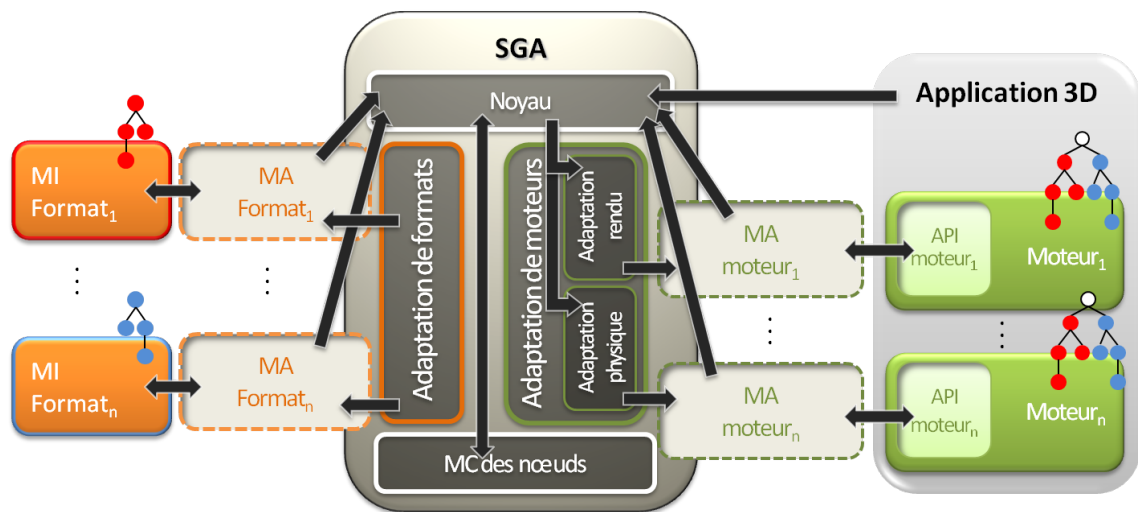 SGA
Noyau
Application 3D
MI
Format₁
MA
Format₁
Adaptation de formats
Adaptation de moteurs
Adaptation
rendu
Adaptation
physique
MA
moteur₁
API
moteur₁
Moteur₁
⋮
⋮
⋮
⋮
MI
Formatₙ
MA
Formatₙ
MA
moteurₙ
API
moteurₙ
Moteurₙ
MC des nœuds